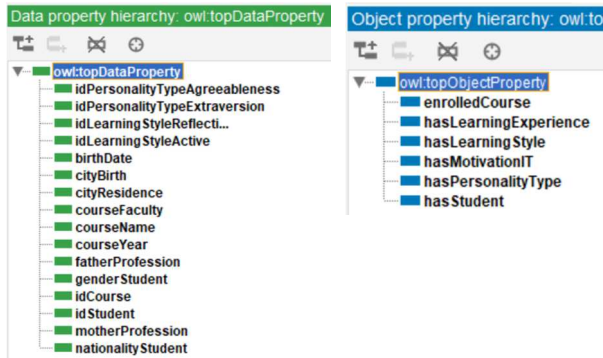 Data property hierarchy: owl:topDataProperty
owl:topDataProperty
idPersonalityTypeAgreeableness
idPersonalityTypeExtraversion
idLearningStyleReflecti...
idLearningStyleActive
birthDate
cityBirth
cityResidence
courseFaculty
courseName
courseYear
fatherProfession
genderStudent
idCourse
idStudent
motherProfession
nationalityStudent
Object property hierarchy: owl:to
owl:topObjectProperty
enrolledCourse
hasLearningExperience
hasLearningStyle
hasMotivationIT
hasPersonalityType
hasStudent